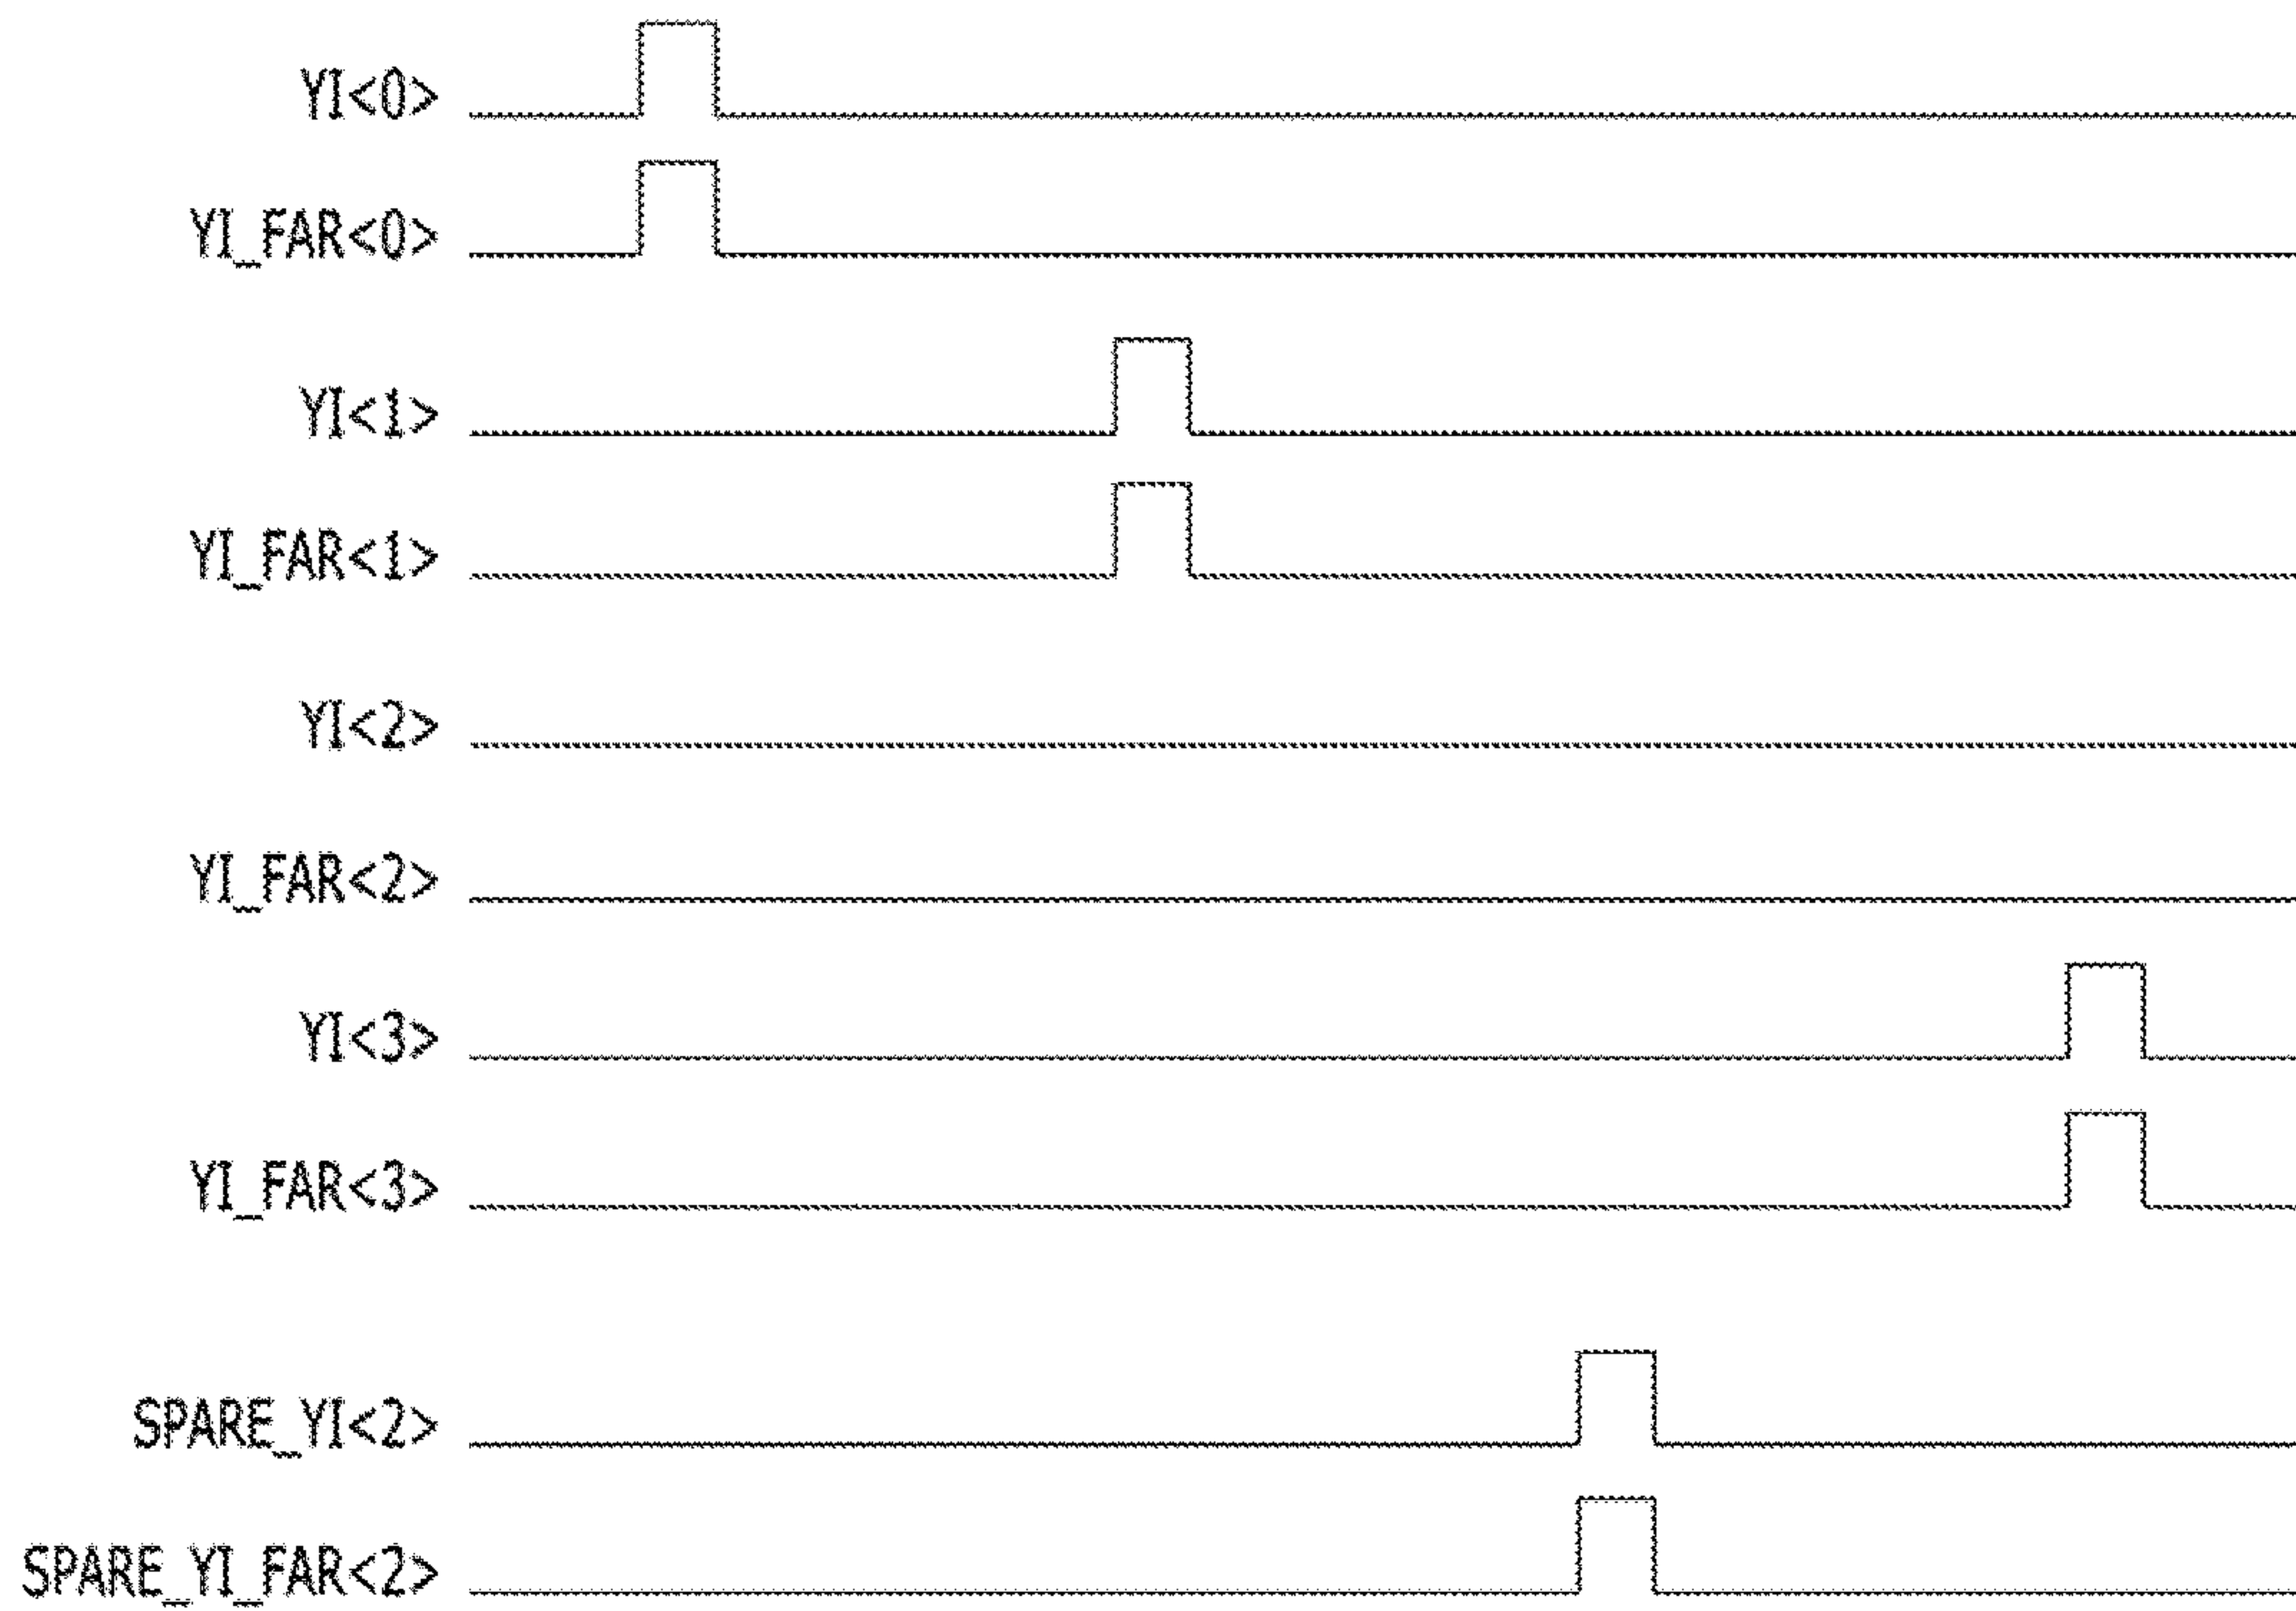 YI<0>
YI_FAR<0>
YI<1>
YI_FAR<1>
YI<2>
YI_FAR<2>
YI<3>
YI_FAR<3>
SPARE_YI<2>
SPARE_YI_FAR<2>